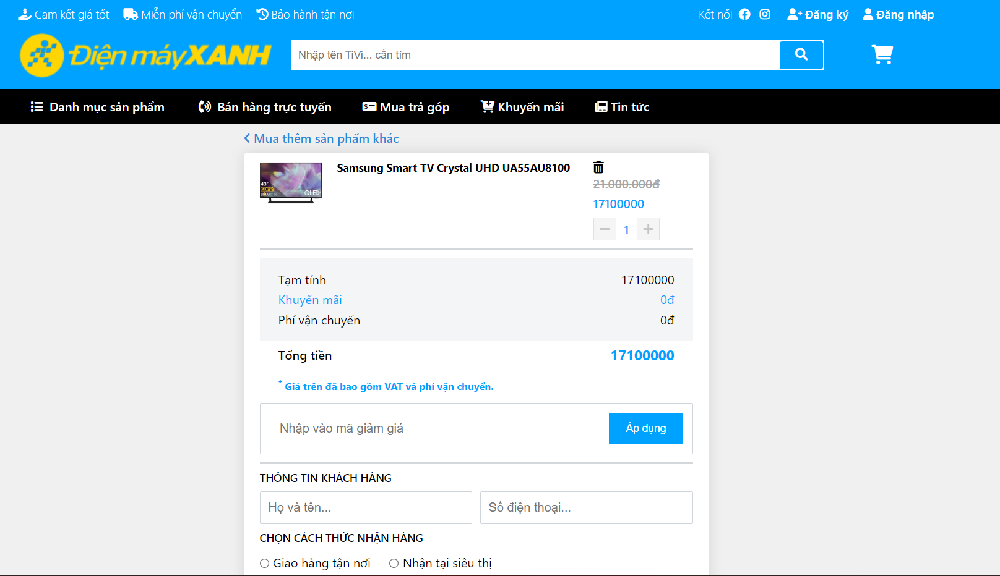 Cam kết giá tốt Miễn phí vận chuyển Bảo hành tận nơi Kết nối Đăng ký Đăng nhập
Điện máyXANH Nhập tên TiVi... cần tìm
Danh mục sản phẩm Bán hàng trực tuyến Mua trả góp Khuyến mãi Tin tức
Mua thêm sản phẩm khác
Samsung Smart TV Crystal UHD UA55AU8100
21.000.000đ
43"
4K
SMART TV
QLED
17100000
1
Tạm tính 17100000
Khuyến mãi 0đ
Phí vận chuyển 0đ
Tổng tiền 17100000
* Giá trên đã bao gồm VAT và phí vận chuyển.
Nhập vào mã giảm giá Áp dụng
THÔNG TIN KHÁCH HÀNG
Họ và tên... Số điện thoại...
CHỌN CÁCH THỨC NHẬN HÀNG
Giao hàng tận nơi Nhận tại siêu thị